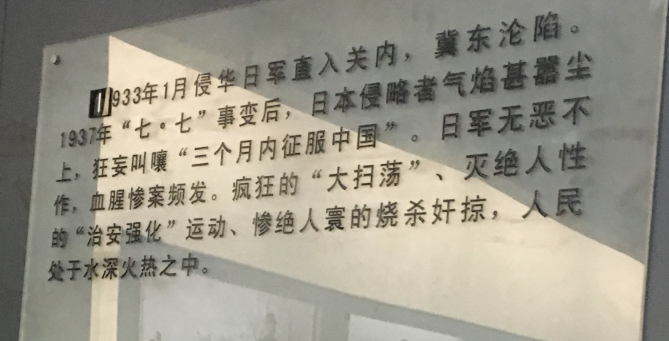 1933年1月侵华日军直入关内，冀东沦陷。
1937年“七·七”事变后，日本侵略者气焰甚嚣尘
上，狂妄叫嚷“三个月内征服中国”。日军无恶不
作，血腥惨案频发。疯狂的“大扫荡”、灭绝人性
的“治安强化”运动、惨绝人寰的烧杀奸掠，人民
处于水深火热之中。